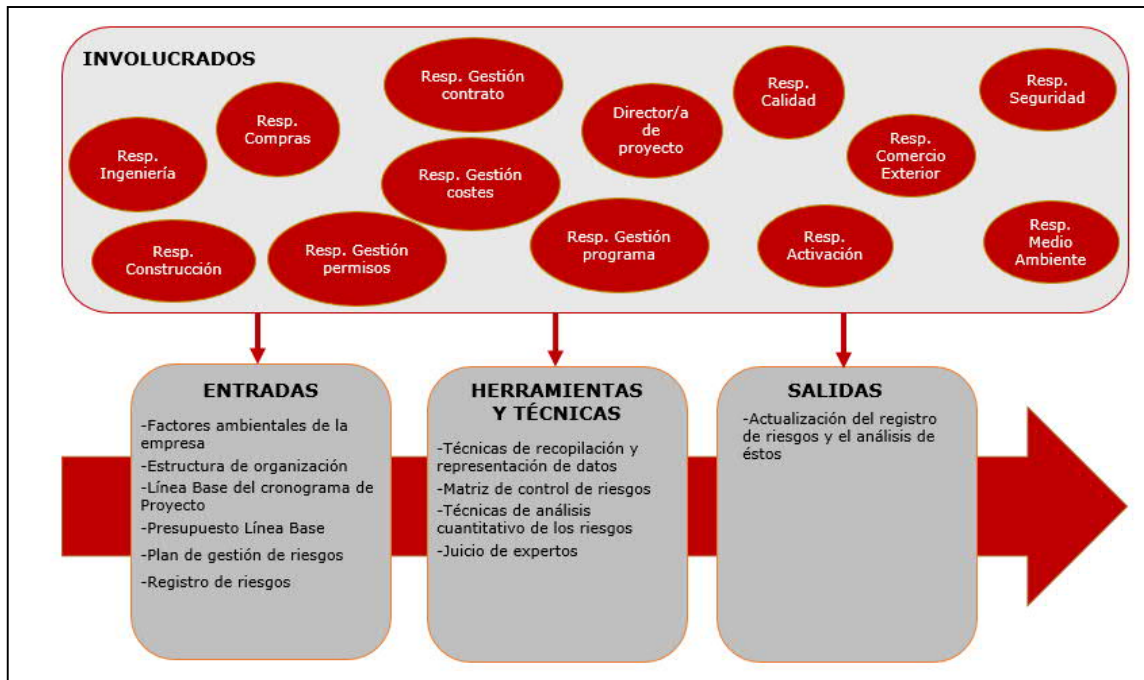 INVOLUCRADOS
Resp.
Ingeniería
Resp.
Compras
Resp. Gestión
contrato
Director/a
de
proyecto
Resp.
Calidad
Resp.
Seguridad
Resp.
Comercio
Exterior
Resp. Gestión
costes
Resp.
Construcción
Resp. Gestión
permisos
Resp. Gestión
programa
Resp.
Activación
Resp.
Medio
Ambiente
ENTRADAS
-Factores ambientales de la
empresa
-Estructura de organización
-Línea Base del cronograma de
Proyecto
-Presupuesto Línea Base
-Plan de gestión de riesgos
-Registro de riesgos
HERRAMIENTAS
Y TÉCNICAS
-Técnicas de recopilación y
representación de datos
-Matriz de control de riesgos
-Técnicas de análisis
cuantitativo de los riesgos
-Juicio de expertos
SALIDAS
-Actualización del registro
de riesgos y el análisis de
éstos